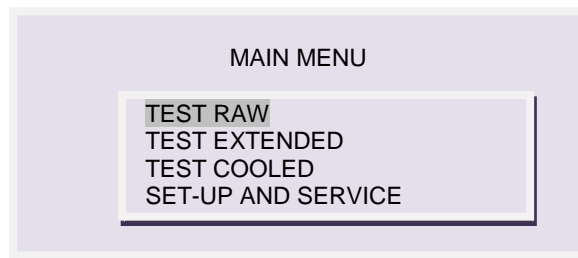 MAIN MENU
TEST RAW
TEST EXTENDED
TEST COOLED
SET-UP AND SERVICE